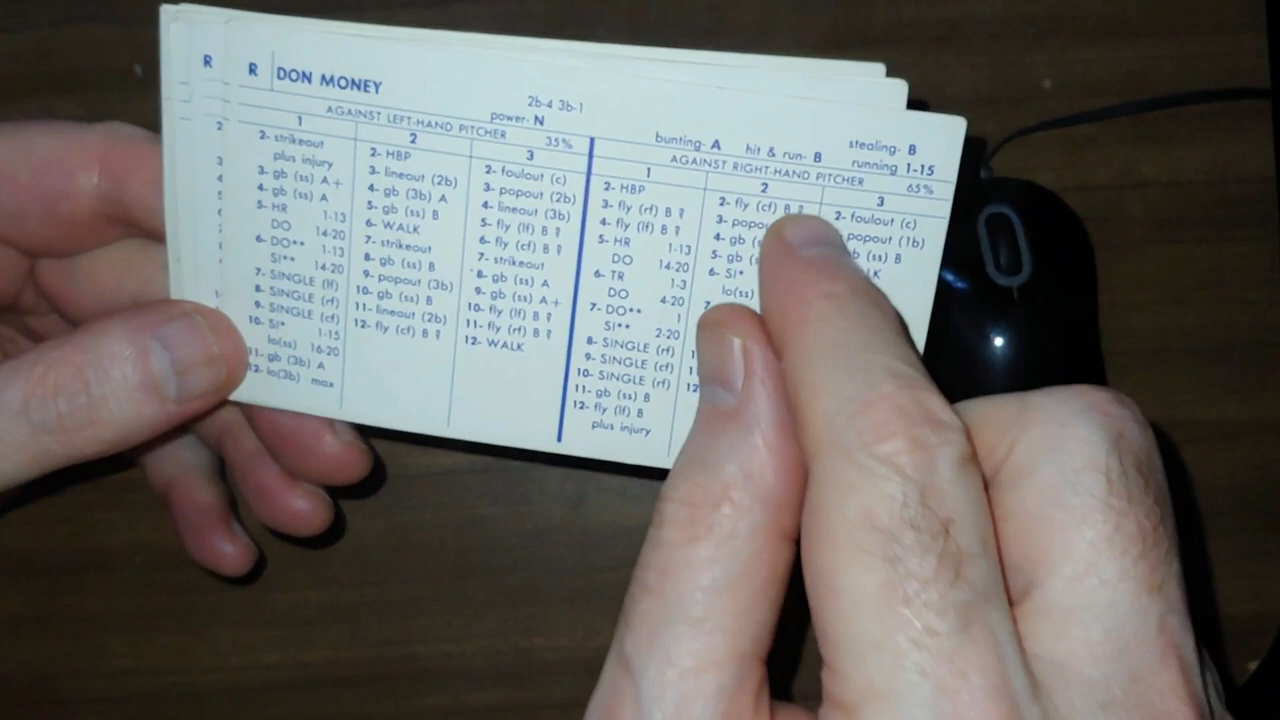 R R DON MONEY
2b-4 3b-1
power- N
bunting- A hit & run- B stealing- B
running 1-15
AGAINST LEFT-HAND PITCHER 35%
1
2- strikeout
plus injury
3- gb (ss) A+
4- gb (ss) A
5- HR 1-13
DO 14-20
6- DO** 1-13
SI** 14-20
7- SINGLE (lf)
8- SINGLE (rf)
9- SINGLE (cf)
10- SI* 1-15
lo(ss) 16-20
11- gb (3b) A
12- lo(3b) max
2
2- HBP
3- lineout (2b)
4- gb (3b) A
5- gb (ss) B
6- WALK
7- strikeout
8- gb (ss) B
9- popout (3b)
10- gb (ss) B
11- lineout (2b)
12- fly (cf) B ?
3
2- foulout (c)
3- popout (2b)
4- lineout (3b)
5- fly (lf) B ?
6- fly (cf) B ?
7- strikeout
8- gb (ss) A
9- gb (ss) A+
10- fly (lf) B ?
11- fly (rf) B ?
12- WALK
AGAINST RIGHT-HAND PITCHER 65%
1
2- HBP
3- fly (rf) B ?
4- fly (lf) B ?
5- HR 1-13
DO 14-20
6- TR 1-3
DO 4-20
7- DO** 1
SI** 2-20
8- SINGLE (rf)
9- SINGLE (cf)
10- SINGLE (rf)
11- gb (ss) B
12- fly (lf) B
plus injury
2
2- fly (cf) B ?
3-
4- gb
5- gb
6- SI*
lo(ss)
3
2- foulout (c)
popout (1b)
(ss) B